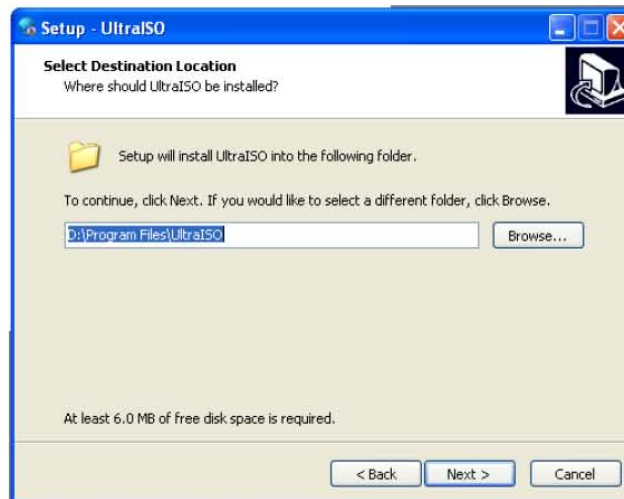 Setup - UltraISO
Select Destination Location
Where should UltraISO be installed?
Setup will install UltraISO into the following folder.
To continue, click Next. If you would like to select a different folder, click Browse.
D:\Program Files\UltraISO
Browse...
At least 6.0 MB of free disk space is required.
< Back
Next >
Cancel